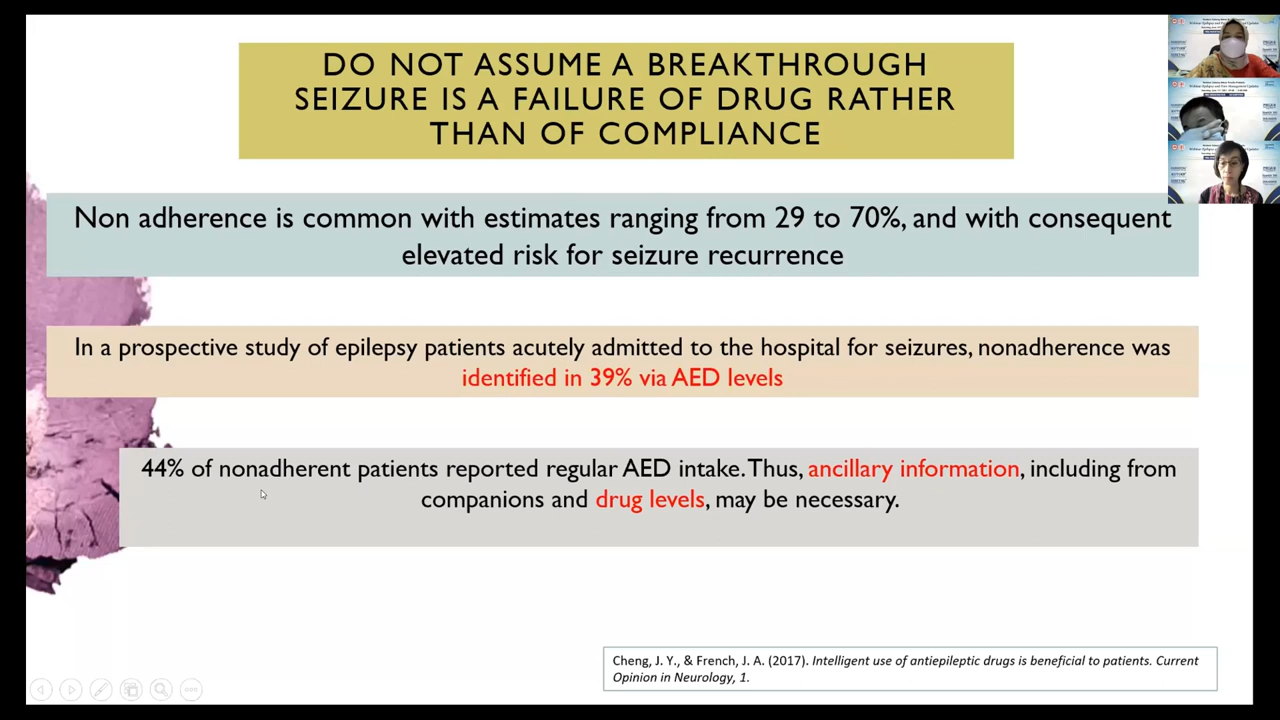 DO NOT ASSUME A BREAKTHROUGH
SEIZURE IS A FAILURE OF DRUG RATHER
THAN OF COMPLIANCE
Non adherence is common with estimates ranging from 29 to 70%, and with consequent
elevated risk for seizure recurrence
In a prospective study of epilepsy patients acutely admitted to the hospital for seizures, nonadherence was
identified in 39% via AED levels
44% of nonadherent patients reported regular AED intake. Thus, ancillary information, including from
companions and drug levels, may be necessary.
Cheng, J. Y., & French, J. A. (2017). Intelligent use of antiepileptic drugs is beneficial to patients. Current
Opinion in Neurology, 1.